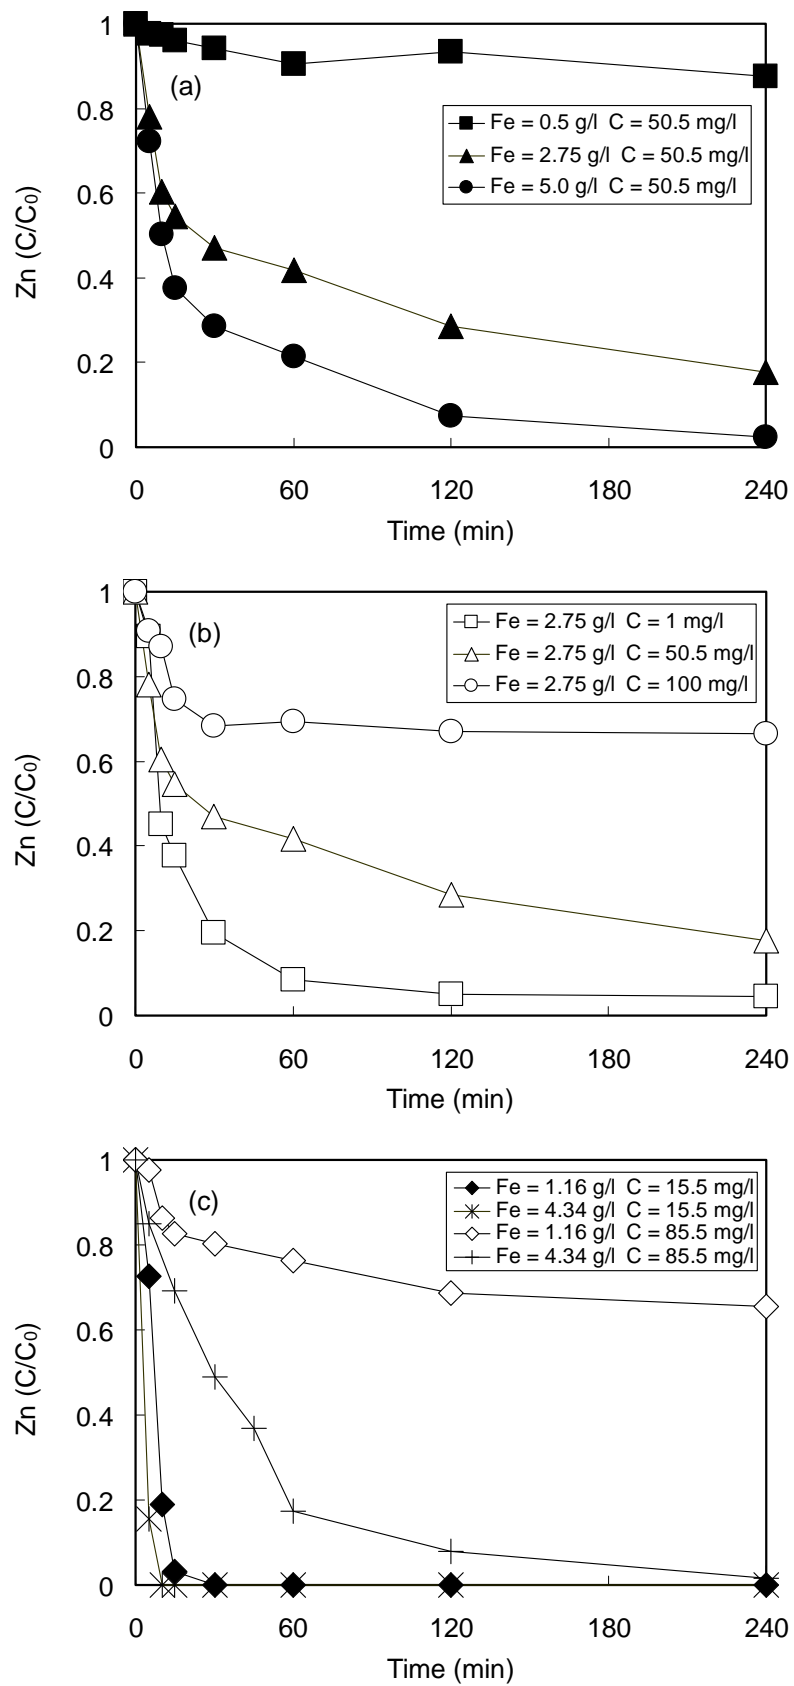 1
(a)
0.8
Fe = 0.5 g/l C = 50.5 mg/l
Fe = 2.75 g/l C = 50.5 mg/l
Fe = 5.0 g/l C = 50.5 mg/l
0.6
Zn (C/C0)
0.4
0.2
0
0 60 120 180 240
Time (min)
1
(b)
Fe = 2.75 g/l C = 1 mg/l
Fe = 2.75 g/l C = 50.5 mg/l
Fe = 2.75 g/l C = 100 mg/l
0.8
0.6
Zn (C/C0)
0.4
0.2
0
0 60 120 180 240
Time (min)
1
(c)
Fe = 1.16 g/l C = 15.5 mg/l
Fe = 4.34 g/l C = 15.5 mg/l
Fe = 1.16 g/l C = 85.5 mg/l
Fe = 4.34 g/l C = 85.5 mg/l
0.8
0.6
Zn (C/C0)
0.4
0.2
0
0 60 120 180 240
Time (min)